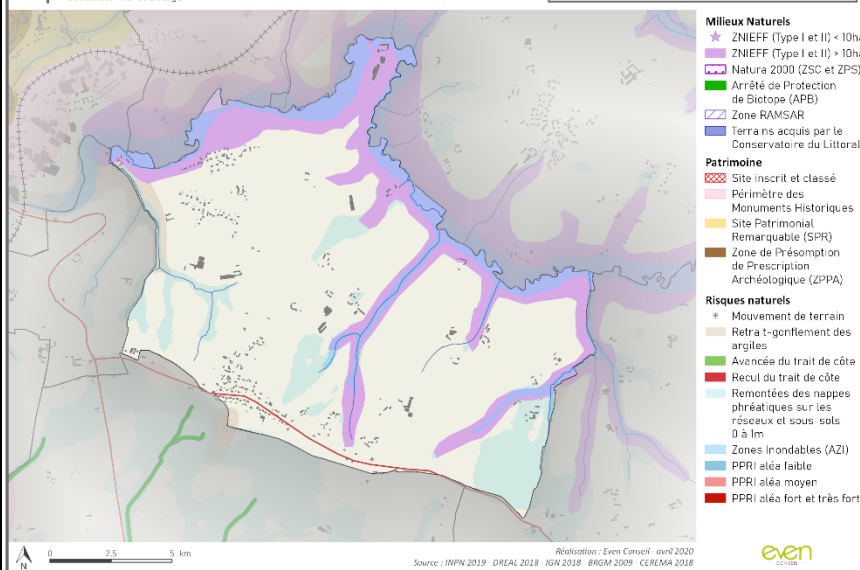 Milieux Naturels
ZNIEFF (Type I et II) < 10ha
ZNIEFF (Type I et II) > 10ha
Natura 2000 (ZSC et ZPS)
Arrêté de Protection
de Biotope (APB)
Zone RAMSAR
Terra ns acquis par le
Conservatoire du Littoral
Patrimoine
Site inscrit et classé
Périmètre des
Monuments Historiques
Site Patrimonial
Remarquable (SPR)
Zone de Présomption
de Prescription
Archéologique (ZPPA)
Risques naturels
Mouvement de terrain
Retra t-gonflement des
argiles
Avancée du trait de côte
Recul du trait de côte
Remontées des nappes
phréatiques sur les
réseaux et sous-sols
0 à 1m
Zones Inondables (AZI)
PPRI aléa faible
PPRI aléa moyen
PPRI aléa fort et très fort
N
0 2.5 5 km
Réalisation : Even Conseil - avril 2020
Source : INPN 2019 - DREAL 2018 - IGN 2018 - BRGM 2009 - CEREMA 2018
even
CONSEIL